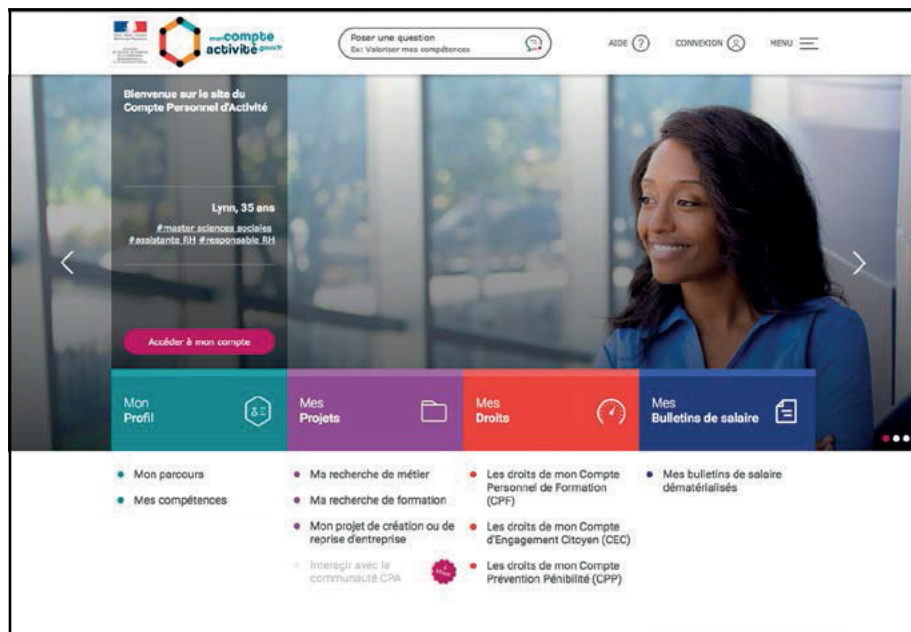 moncompte
activité.gouv.fr
Poser une question
Ex: Valoriser mes compétences
AIDE ?
CONNEXION
MENU
Bienvenue sur le site du
Compte Personnel d'Activité
Lynn, 35 ans
#master sciences sociales
#assistante RH #responsable RH
Accéder à mon compte
Mon
Profil
Mes
Projets
Mes
Droits
Mes
Bulletins de salaire
Mon parcours
Mes compétences
Ma recherche de métier
Ma recherche de formation
Mon projet de création ou de
reprise d'entreprise
Interagir avec le
communauté CPA
Les droits de mon Compte
Personnel de Formation
(CPF)
Les droits de mon Compte
d'Engagement Citoyen (CEC)
Les droits de mon Compte
Prévention Pénibilité (CPP)
Mes bulletins de salaire
dématérialisés